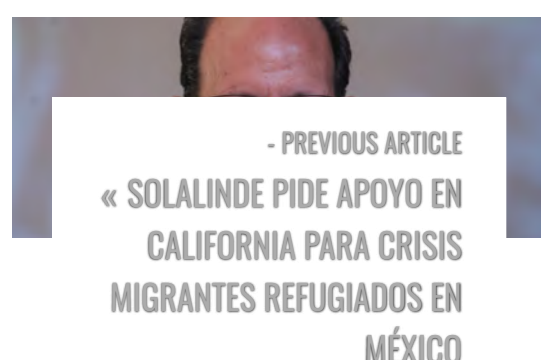 - PREVIOUS ARTICLE
« SOLALINDE PIDE APOYO EN
CALIFORNIA PARA CRISIS
MIGRANTES REFUGIADOS EN
MÉXICO